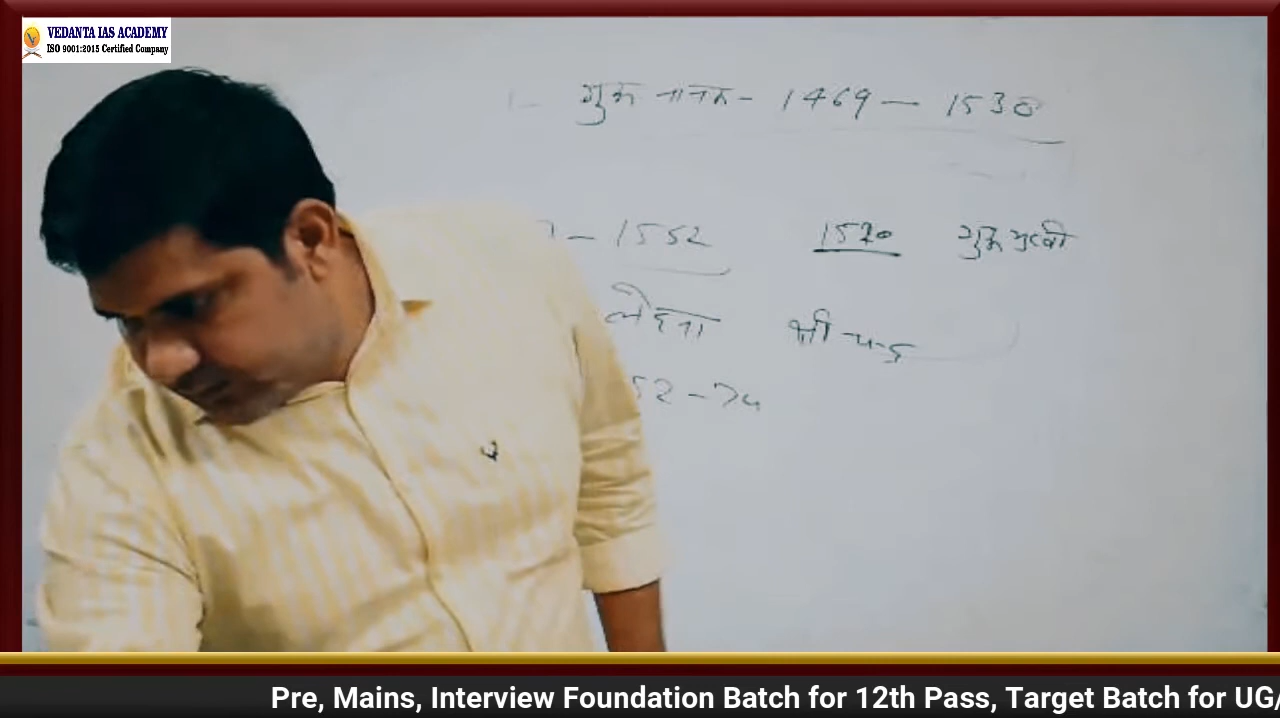 VEDANTA IAS ACADEMY
ISO 9001:2015 Certified Company
गुरू नानक - 1469 - 1530
- 1552 1520 गुरू मुखी
लेहना श्री चन्द्र
52 - 74
Pre, Mains, Interview Foundation Batch for 12th Pass, Target Batch for UG/